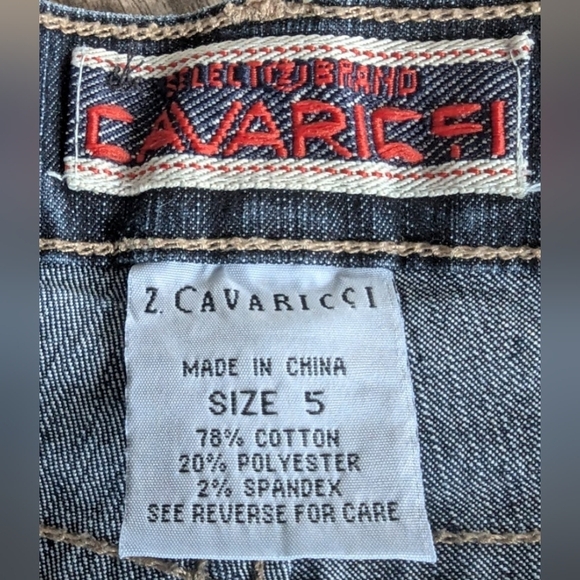 SELECT(Z)BRAND
CAVARICCI
Z. CAVARICCI
MADE IN CHINA
SIZE 5
78% COTTON
20% POLYESTER
2% SPANDEX
SEE REVERSE FOR CARE